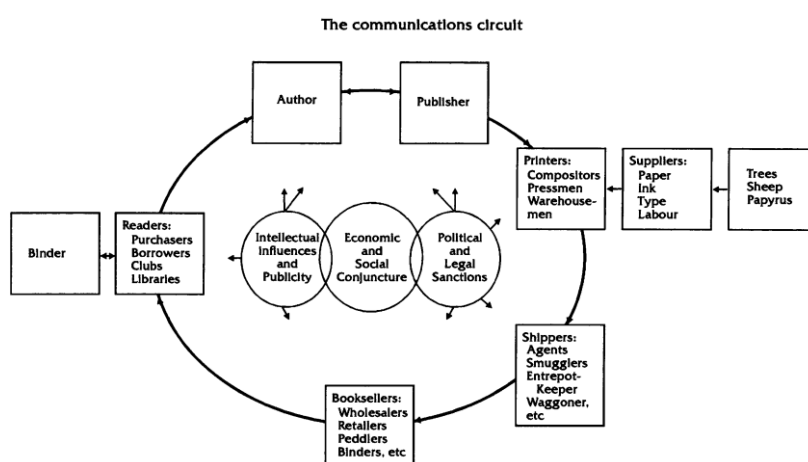 The communications circuit
Author
Publisher
Printers:
Compositors
Pressmen
Warehouse-
men
Suppliers:
Paper
Ink
Type
Labour
Trees
Sheep
Papyrus
Binder
Readers:
Purchasers
Borrowers
Clubs
Libraries
Intellectual
Influences
and
Publicity
Economic
and
Social
Conjuncture
Political
and
Legal
Sanctions
Shippers:
Agents
Smugglers
Entrepot-
Keeper
Waggoner,
etc
Booksellers:
Wholesalers
Retailers
Peddlers
Binders, etc